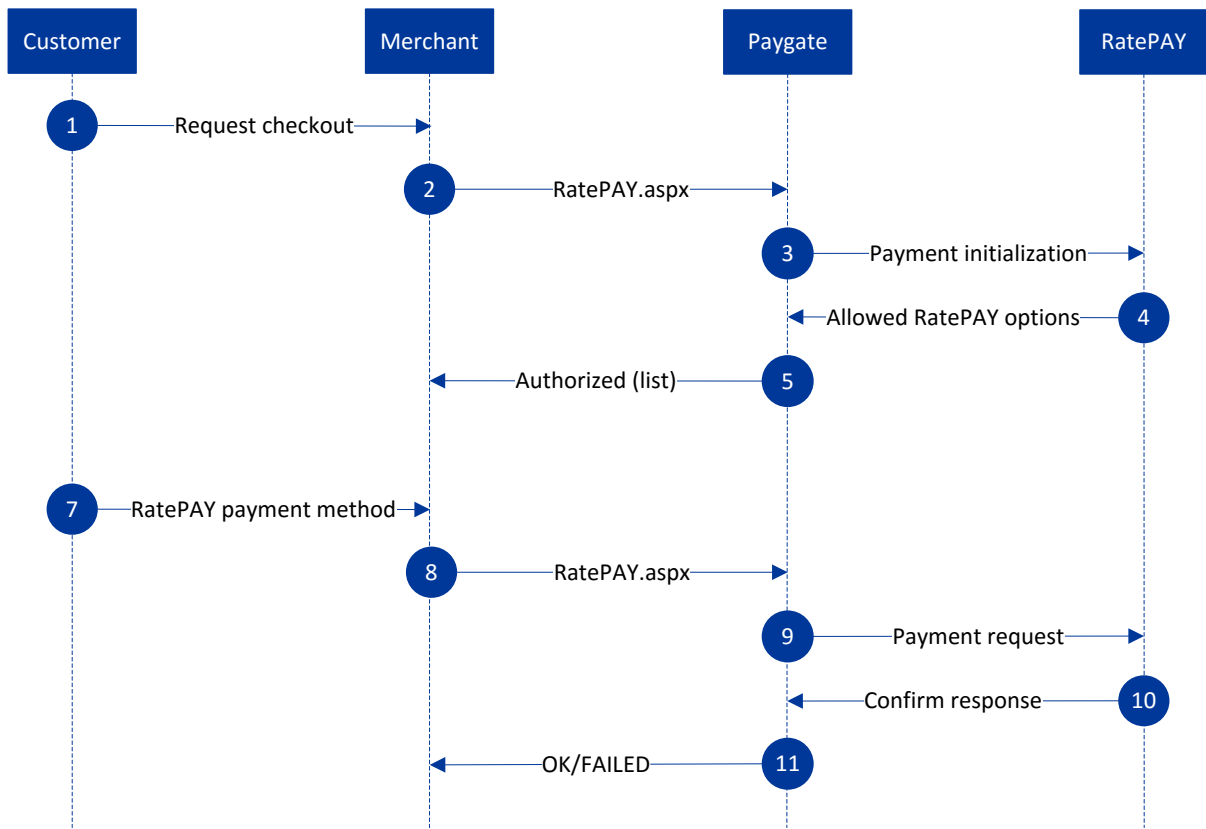 Customer
Merchant
Paygate
RatePAY
1
Request checkout
2
RatePAY.aspx
3
Payment initialization
Allowed RatePAY options
4
Authorized (list)
5
7
RatePAY payment method
8
RatePAY.aspx
9
Payment request
Confirm response
10
OK/FAILED
11